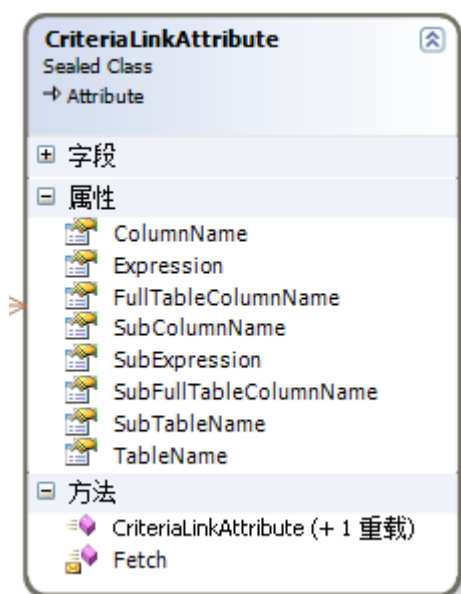 CriteriaLinkAttribute
Sealed Class
Attribute
字段
属性
ColumnName
Expression
FullTableColumnName
SubColumnName
SubExpression
SubFullTableColumnName
SubTableName
TableName
方法
CriteriaLinkAttribute (+ 1 重载)
Fetch